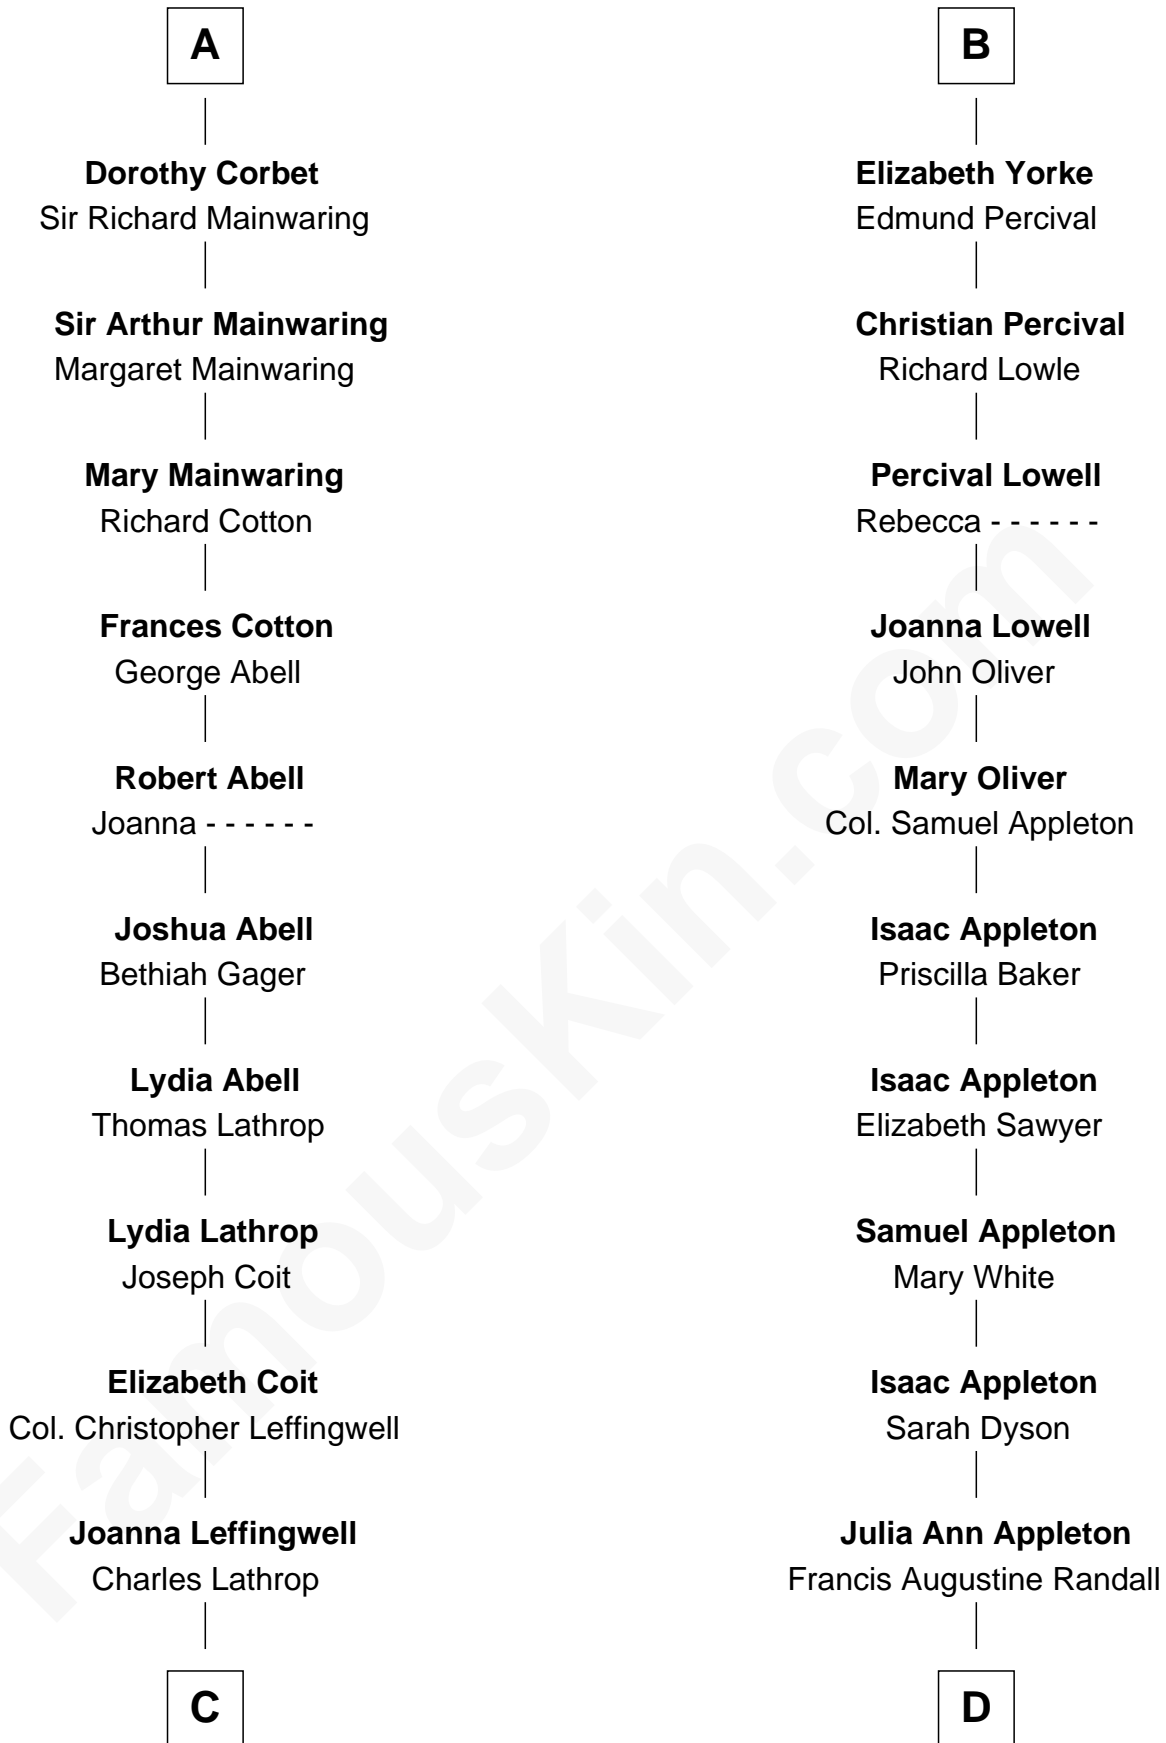 A
Dorothy Corbet
Sir Richard Mainwaring
Sir Arthur Mainwaring
Margaret Mainwaring
Mary Mainwaring
Richard Cotton
Frances Cotton
George Abell
Robert Abell
Joanna - - - - - -
Joshua Abell
Bethiah Gager
Lydia Abell
Thomas Lathrop
Lydia Lathrop
Joseph Coit
Elizabeth Coit
Col. Christopher Leffingwell
Joanna Leffingwell
Charles Lathrop
C
B
Elizabeth Yorke
Edmund Percival
Christian Percival
Richard Lowle
Percival Lowell
Rebecca - - - - - -
Joanna Lowell
John Oliver
Mary Oliver
Col. Samuel Appleton
Isaac Appleton
Priscilla Baker
Isaac Appleton
Elizabeth Sawyer
Samuel Appleton
Mary White
Isaac Appleton
Sarah Dyson
Julia Ann Appleton
Francis Augustine Randall
D
FamousKin.com